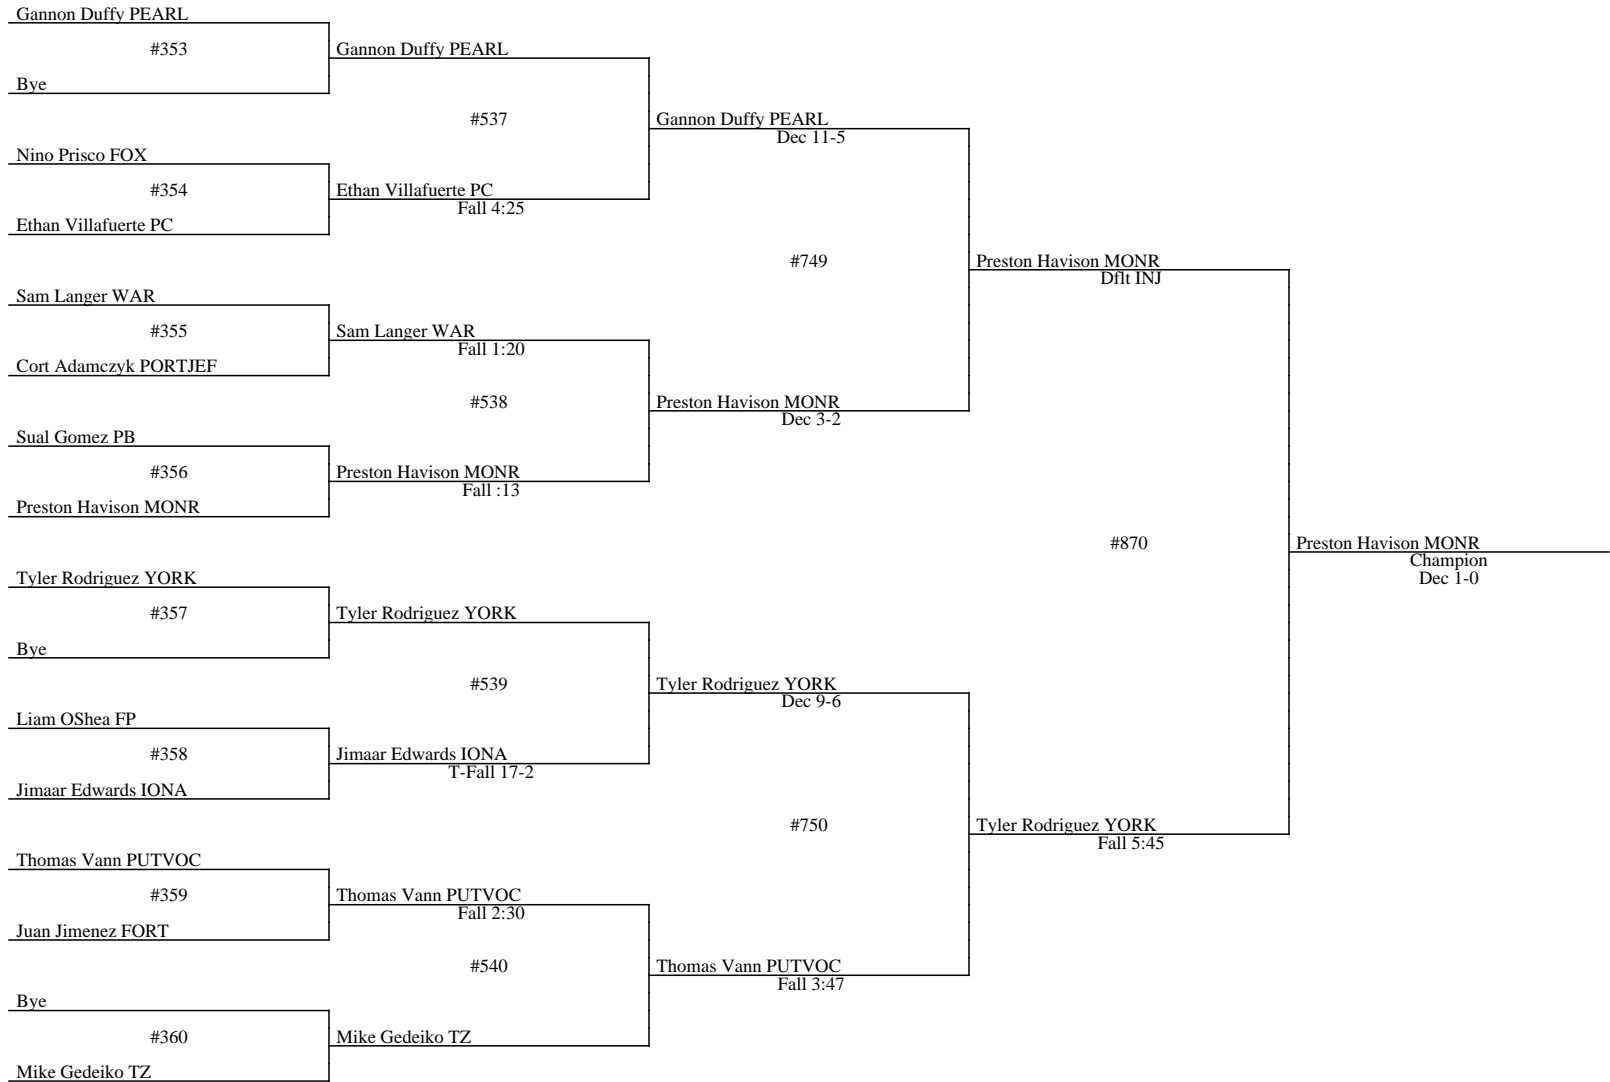 Gannon Duffy PEARL
#353
Gannon Duffy PEARL
Bye
#537
Gannon Duffy PEARL
Dec 11-5
Nino Prisco FOX
#354
Ethan Villafuerte PC
Fall 4:25
Ethan Villafuerte PC
#749
Preston Havison MONR
Dflt INJ
Sam Langer WAR
#355
Sam Langer WAR
Fall 1:20
Cort Adamczyk PORTJEF
#538
Preston Havison MONR
Dec 3-2
Sual Gomez PB
#356
Preston Havison MONR
Fall :13
Preston Havison MONR
#870
Preston Havison MONR
Champion
Dec 1-0
Tyler Rodriguez YORK
#357
Tyler Rodriguez YORK
Bye
#539
Tyler Rodriguez YORK
Dec 9-6
Liam OShea FP
#358
Jimaar Edwards IONA
T-Fall 17-2
Jimaar Edwards IONA
#750
Tyler Rodriguez YORK
Fall 5:45
Thomas Vann PUTVOC
#359
Thomas Vann PUTVOC
Fall 2:30
Juan Jimenez FORT
#540
Thomas Vann PUTVOC
Fall 3:47
Bye
#360
Mike Gedeiko TZ
Mike Gedeiko TZ